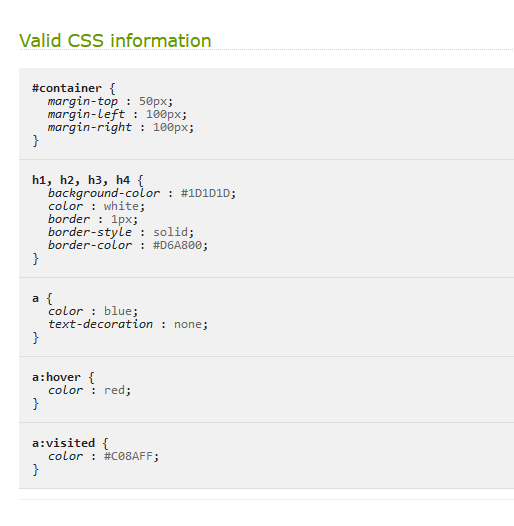 Valid CSS information
#container {
margin-top : 50px;
margin-left : 100px;
margin-right : 100px;
}
h1, h2, h3, h4 {
background-color : #1D1D1D;
color : white;
border : 1px;
border-style : solid;
border-color : #D6A800;
}
a {
color : blue;
text-decoration : none;
}
a:hover {
color : red;
}
a:visited {
color : #C08AFF;
}